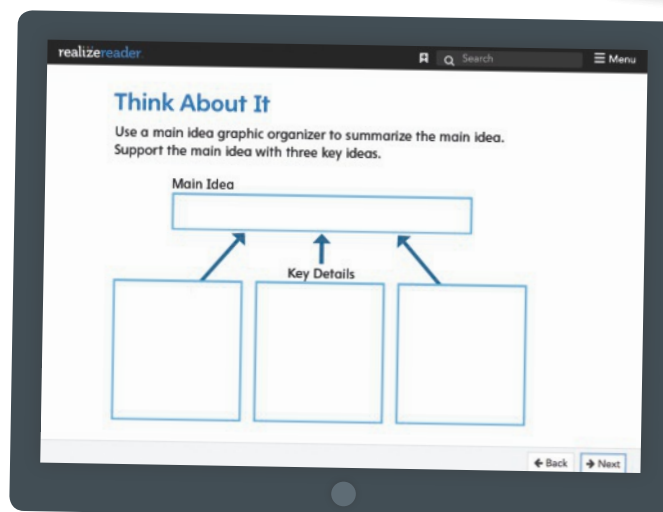 realizereader
Search
Menu
Think About It
Use a main idea graphic organizer to summarize the main idea.
Support the main idea with three key ideas.
Main Idea
Key Details
Back
Next